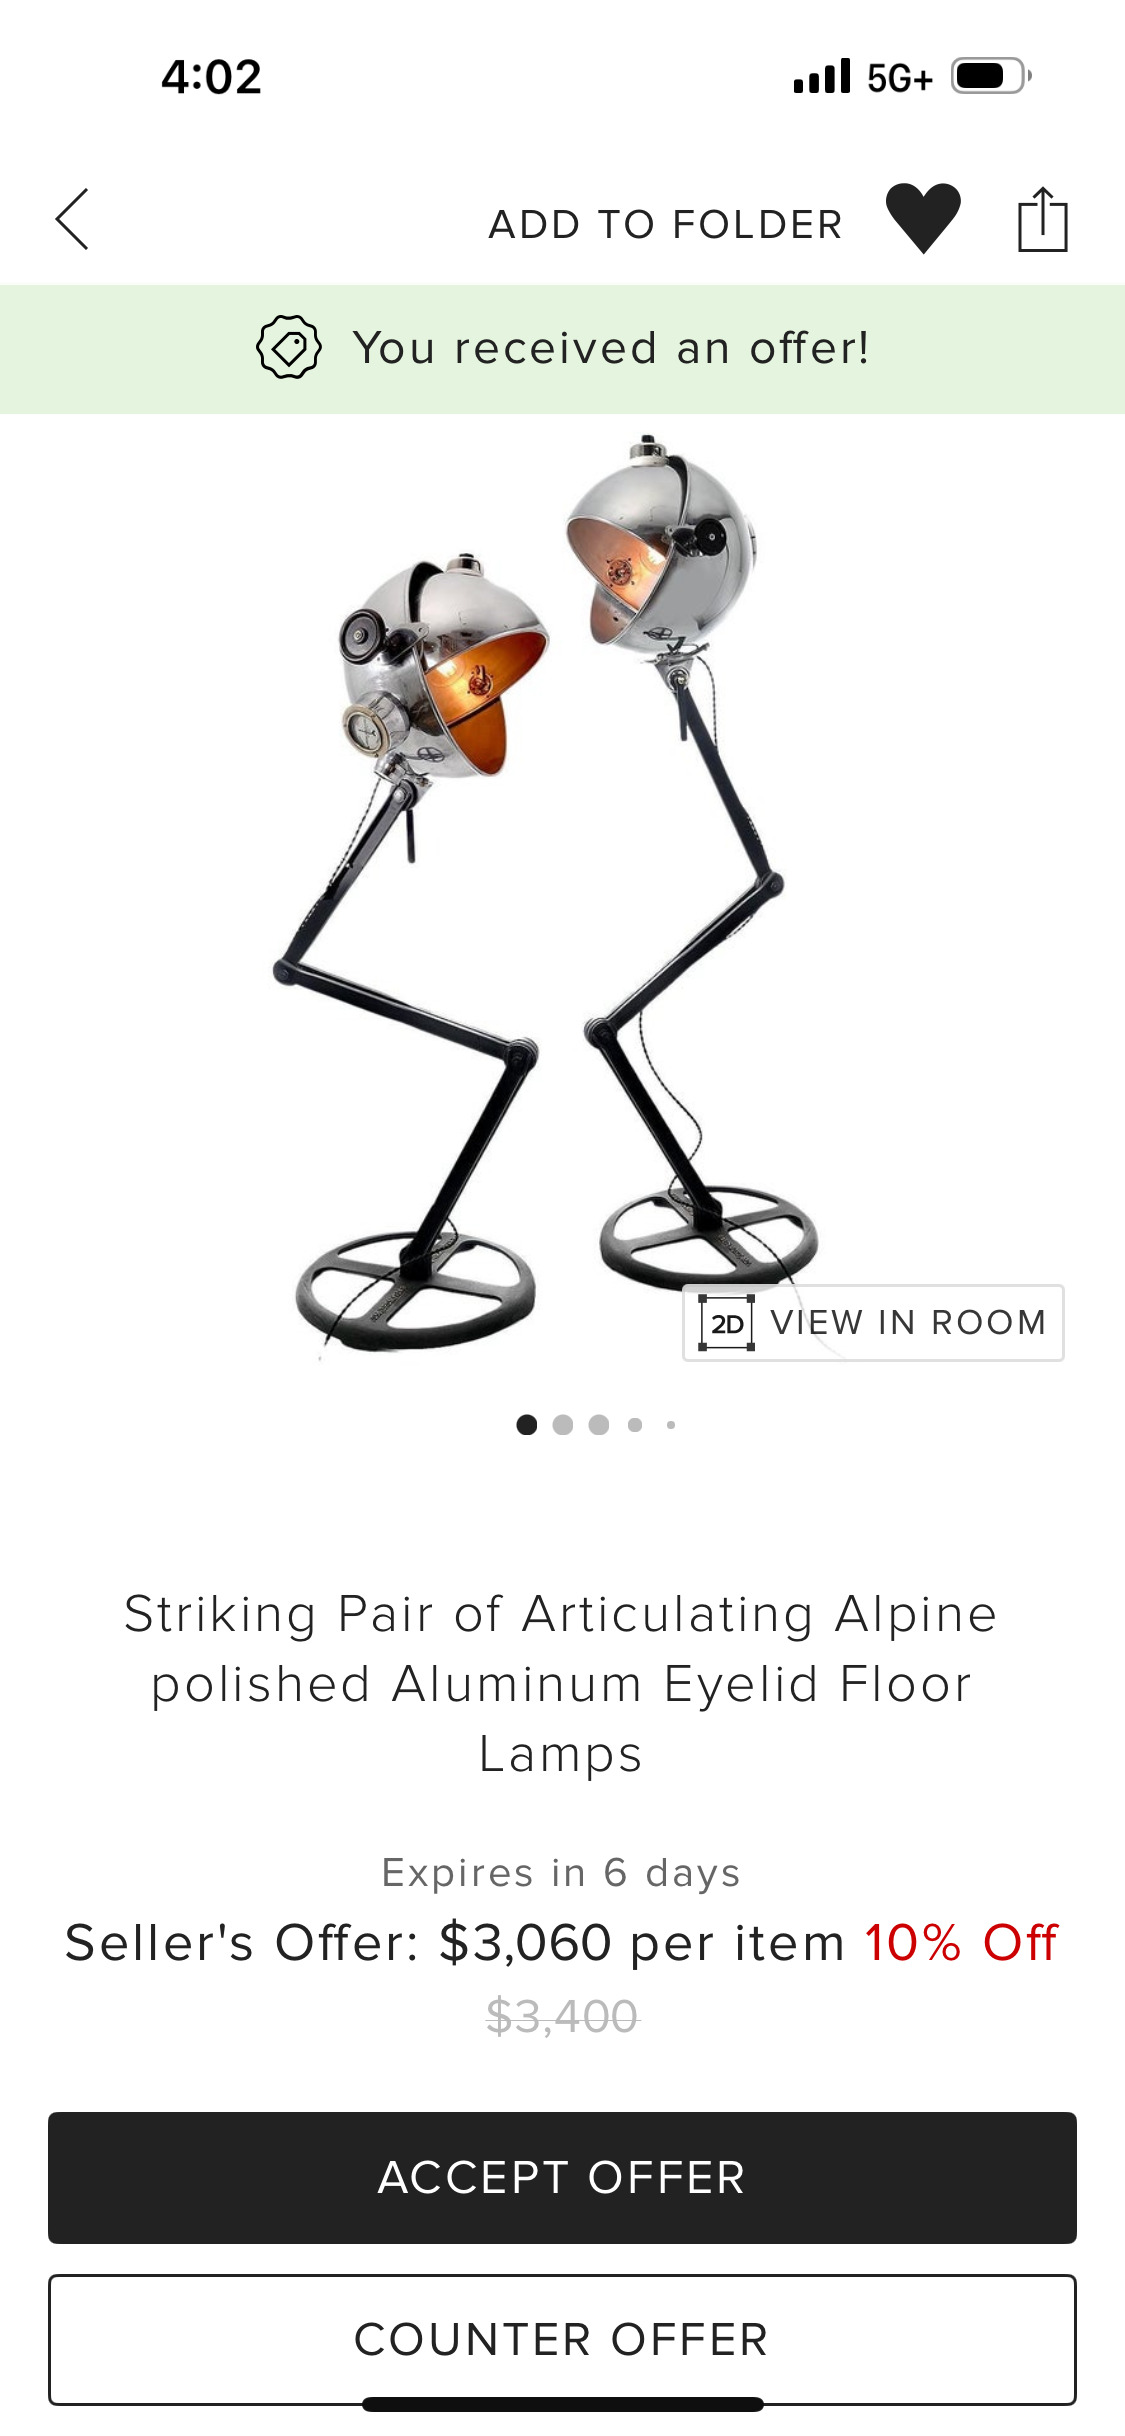 4:02
5G+
ADD TO FOLDER
You received an offer!
2D VIEW IN ROOM
Striking Pair of Articulating Alpine
polished Aluminum Eyelid Floor
Lamps
Expires in 6 days
Seller's Offer: $3,060 per item 10% Off
$3,400
ACCEPT OFFER
COUNTER OFFER